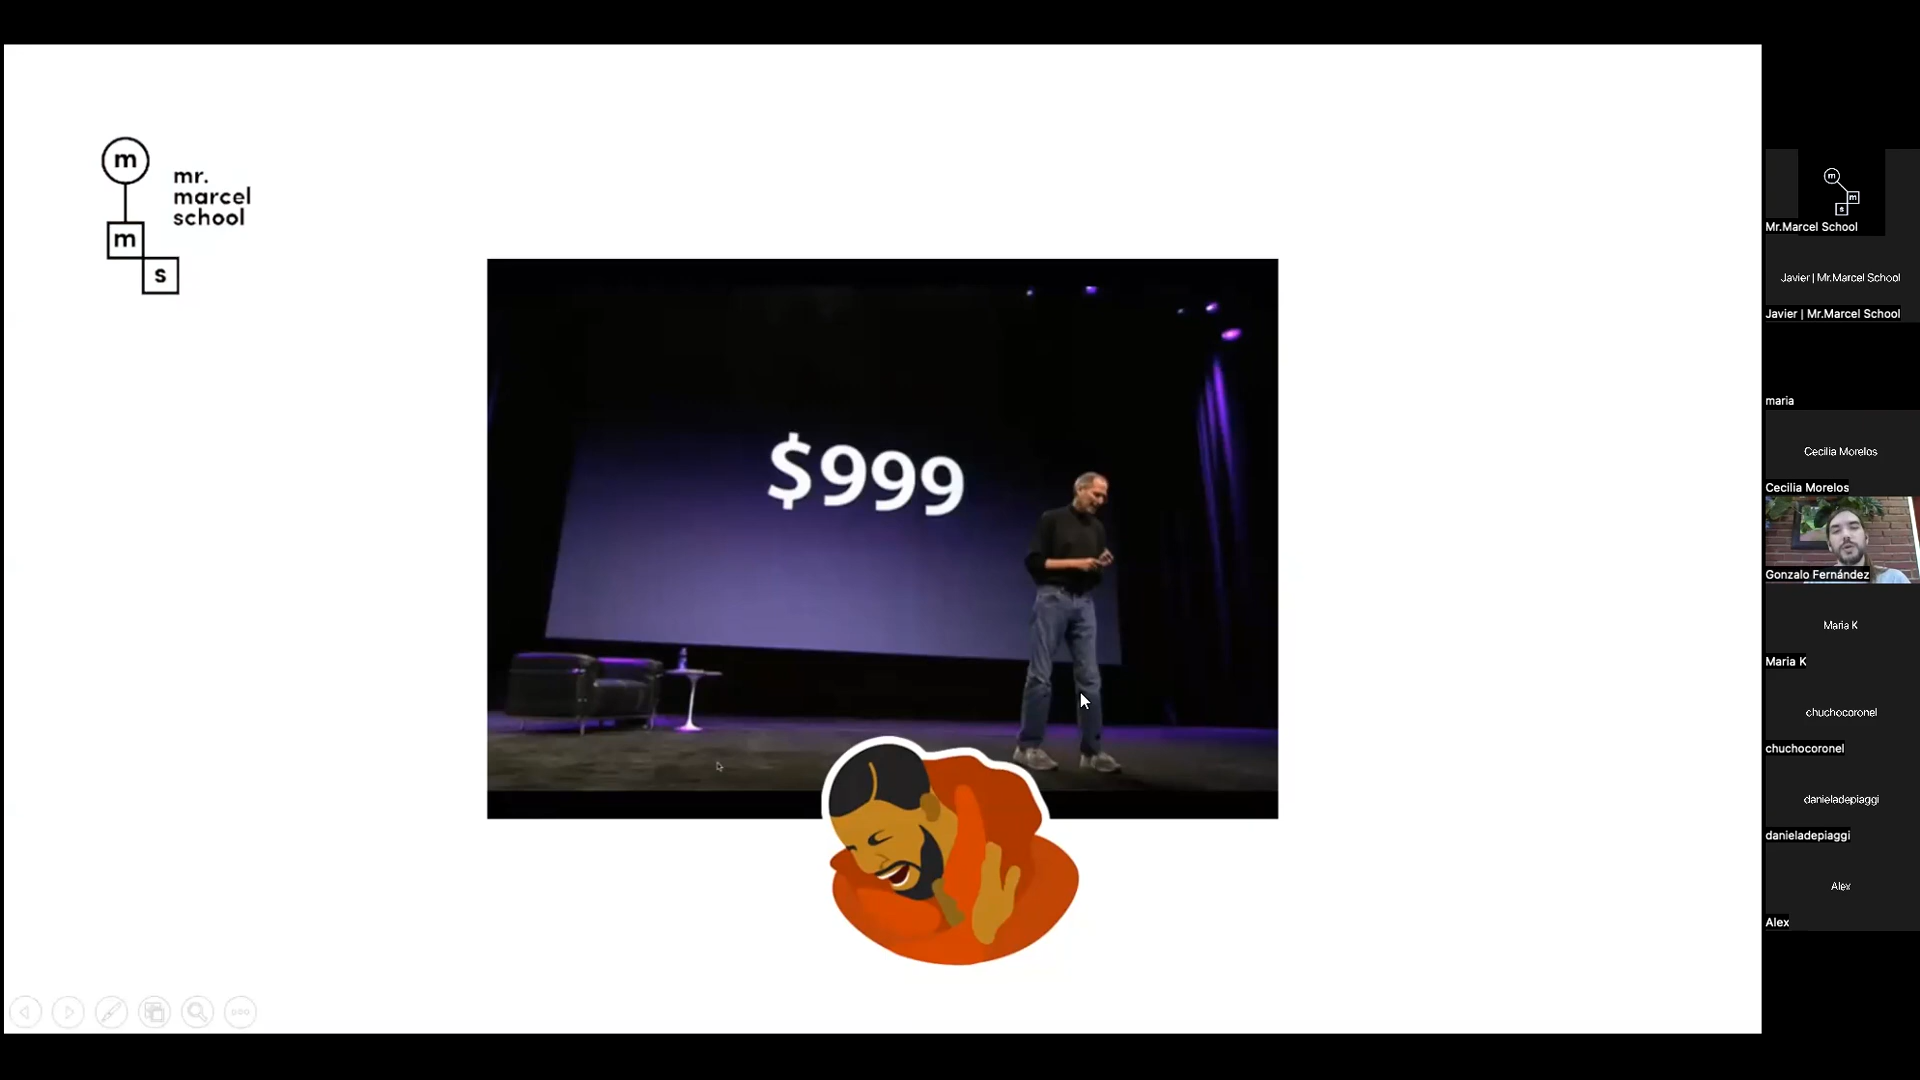 m
m
s
mr.
marcel
school
$999
m
m
s
Mr.Marcel School
Javier | Mr.Marcel School
Javier | Mr.Marcel School
maria
Cecilia Morelos
Cecilia Morelos
Gonzalo Fernández
Maria K
Maria K
chuchocoronel
chuchocoronel
danieladepiaggi
danieladepiaggi
Alex
Alex